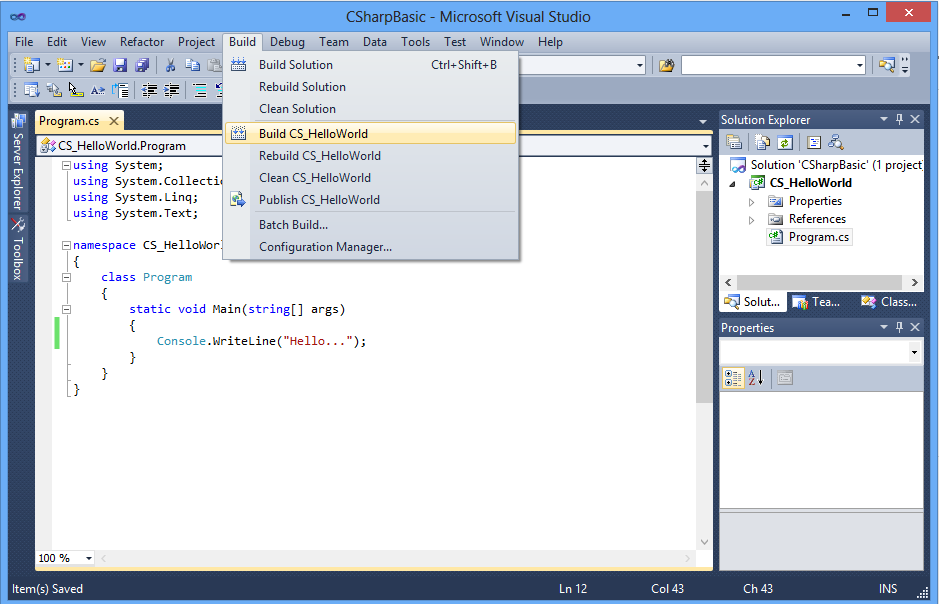 CSharpBasic - Microsoft Visual Studio
File Edit View Refactor Project Build Debug Team Data Tools Test Window Help
Build Solution Ctrl+Shift+B
Rebuild Solution
Clean Solution
Build CS_HelloWorld
Rebuild CS_HelloWorld
Clean CS_HelloWorld
Publish CS_HelloWorld
Batch Build...
Configuration Manager...
Server Explorer
Toolbox
Program.cs
CS_HelloWorld.Program
using System;
using System.Collectio
using System.Linq;
using System.Text;
namespace CS_HelloWorl
{
class Program
{
static void Main(string[] args)
{
Console.WriteLine("Hello...");
}
}
}
100 %
Solution Explorer
Solution 'CSharpBasic' (1 project
CS_HelloWorld
Properties
References
Program.cs
Solut... Tea... Class...
Properties
Item(s) Saved Ln 12 Col 43 Ch 43 INS